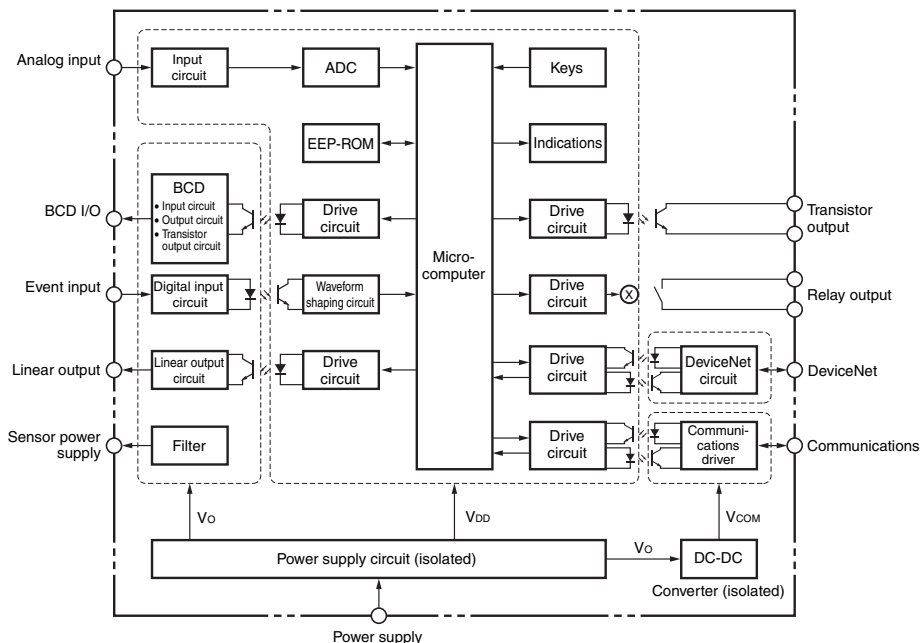 Analog input
Input
circuit
ADC
Keys
EEP-ROM
Indications
BCD I/O
BCD
• Input circuit
• Output circuit
• Transistor
output circuit
Drive
circuit
Micro-
computer
Drive
circuit
Transistor
output
Event input
Digital input
circuit
Waveform
shaping circuit
Drive
circuit
X
Relay output
Linear output
Linear output
circuit
Drive
circuit
Drive
circuit
DeviceNet
circuit
DeviceNet
Sensor power
supply
Filter
Drive
circuit
Communi-
cations
driver
Communications
VO
VDD
VCOM
Power supply circuit (isolated)
VO
DC-DC
Converter (isolated)
Power supply